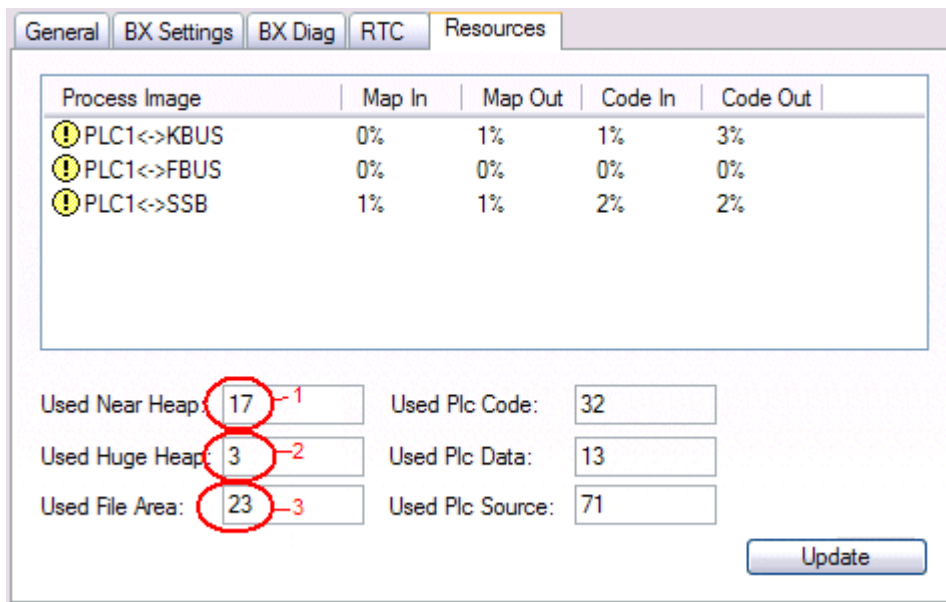 General BX Settings BX Diag RTC Resources
Process Image Map In Map Out Code In Code Out
PLC1<->KBUS 0% 1% 1% 3%
PLC1<->FBUS 0% 0% 0% 0%
PLC1<->SSB 1% 1% 2% 2%
Used Near Heap: 17 1 Used Plc Code: 32
Used Huge Heap: 3 2 Used Plc Data: 13
Used File Area: 23 3 Used Plc Source: 71
Update